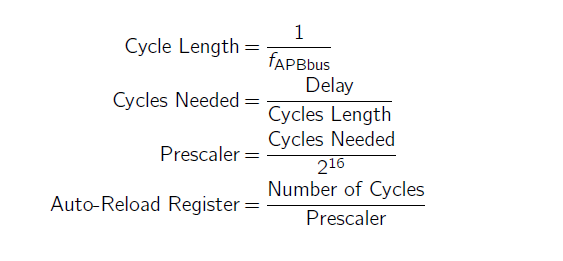 Cycle Length = 1 / f_APBbus
Cycles Needed = Delay / Cycles Length
Prescaler = Cycles Needed / 2^16
Auto-Reload Register = Number of Cycles / Prescaler